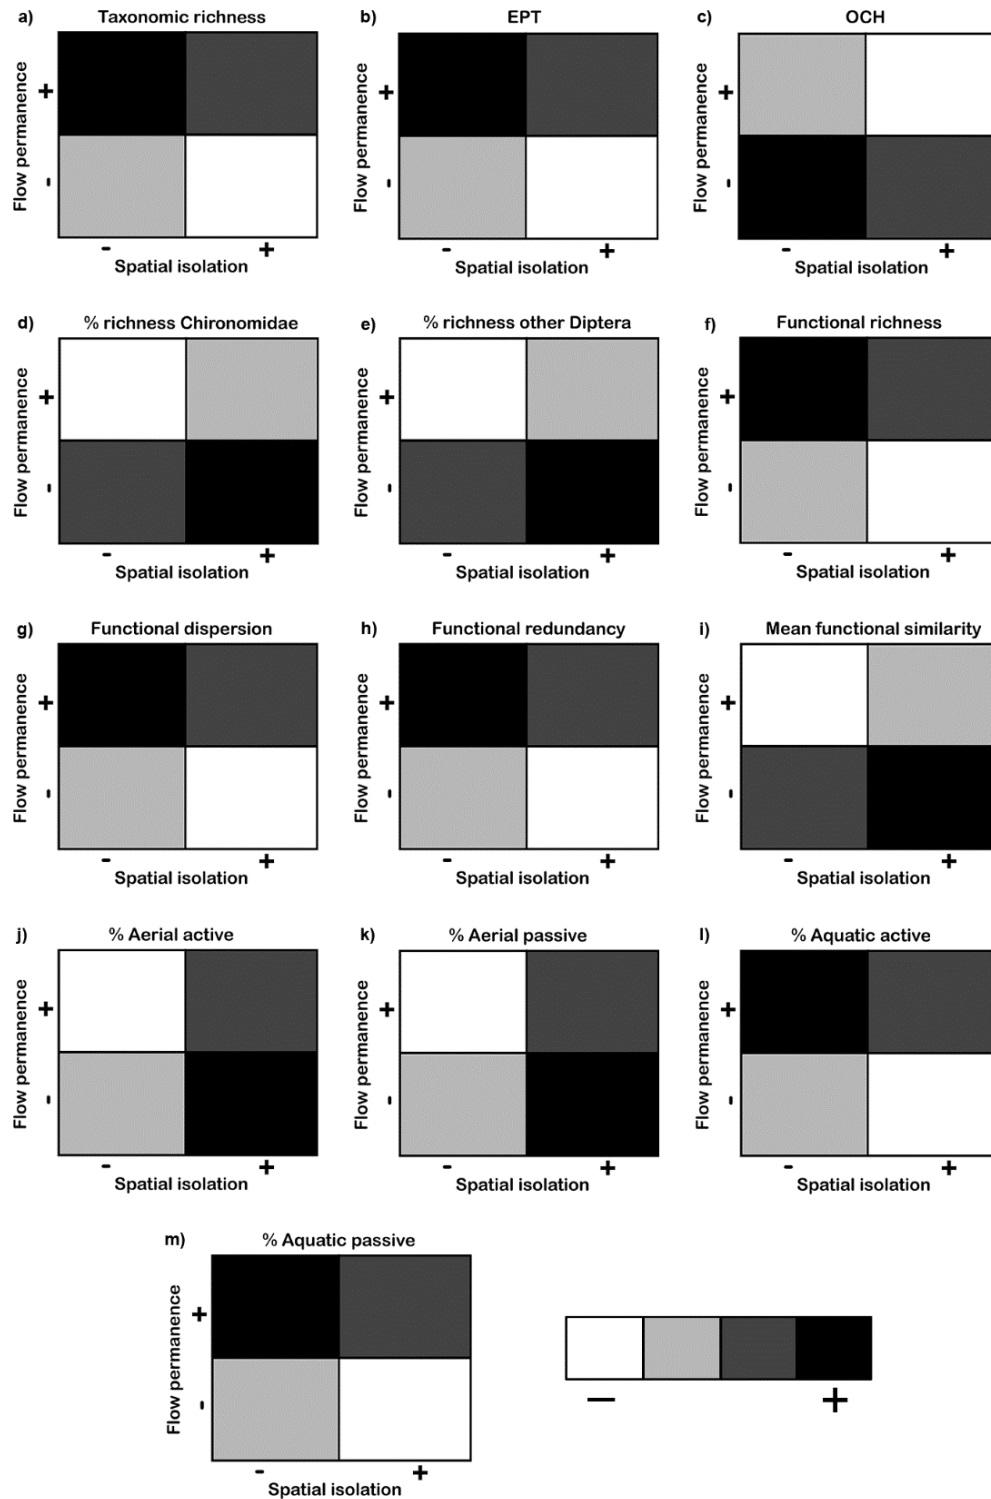 a) Taxonomic richness
Flow permanence
+
-
- +
Spatial isolation
b) EPT
Flow permanence
+
-
- +
Spatial isolation
c) OCH
Flow permanence
+
-
- +
Spatial isolation
d) % richness Chironomidae
Flow permanence
+
-
- +
Spatial isolation
e) % richness other Diptera
Flow permanence
+
-
- +
Spatial isolation
f) Functional richness
Flow permanence
+
-
- +
Spatial isolation
g) Functional dispersion
Flow permanence
+
-
- +
Spatial isolation
h) Functional redundancy
Flow permanence
+
-
- +
Spatial isolation
i) Mean functional similarity
Flow permanence
+
-
- +
Spatial isolation
j) % Aerial active
Flow permanence
+
-
- +
Spatial isolation
k) % Aerial passive
Flow permanence
+
-
- +
Spatial isolation
l) % Aquatic active
Flow permanence
+
-
- +
Spatial isolation
m) % Aquatic passive
Flow permanence
+
-
- +
Spatial isolation
− +